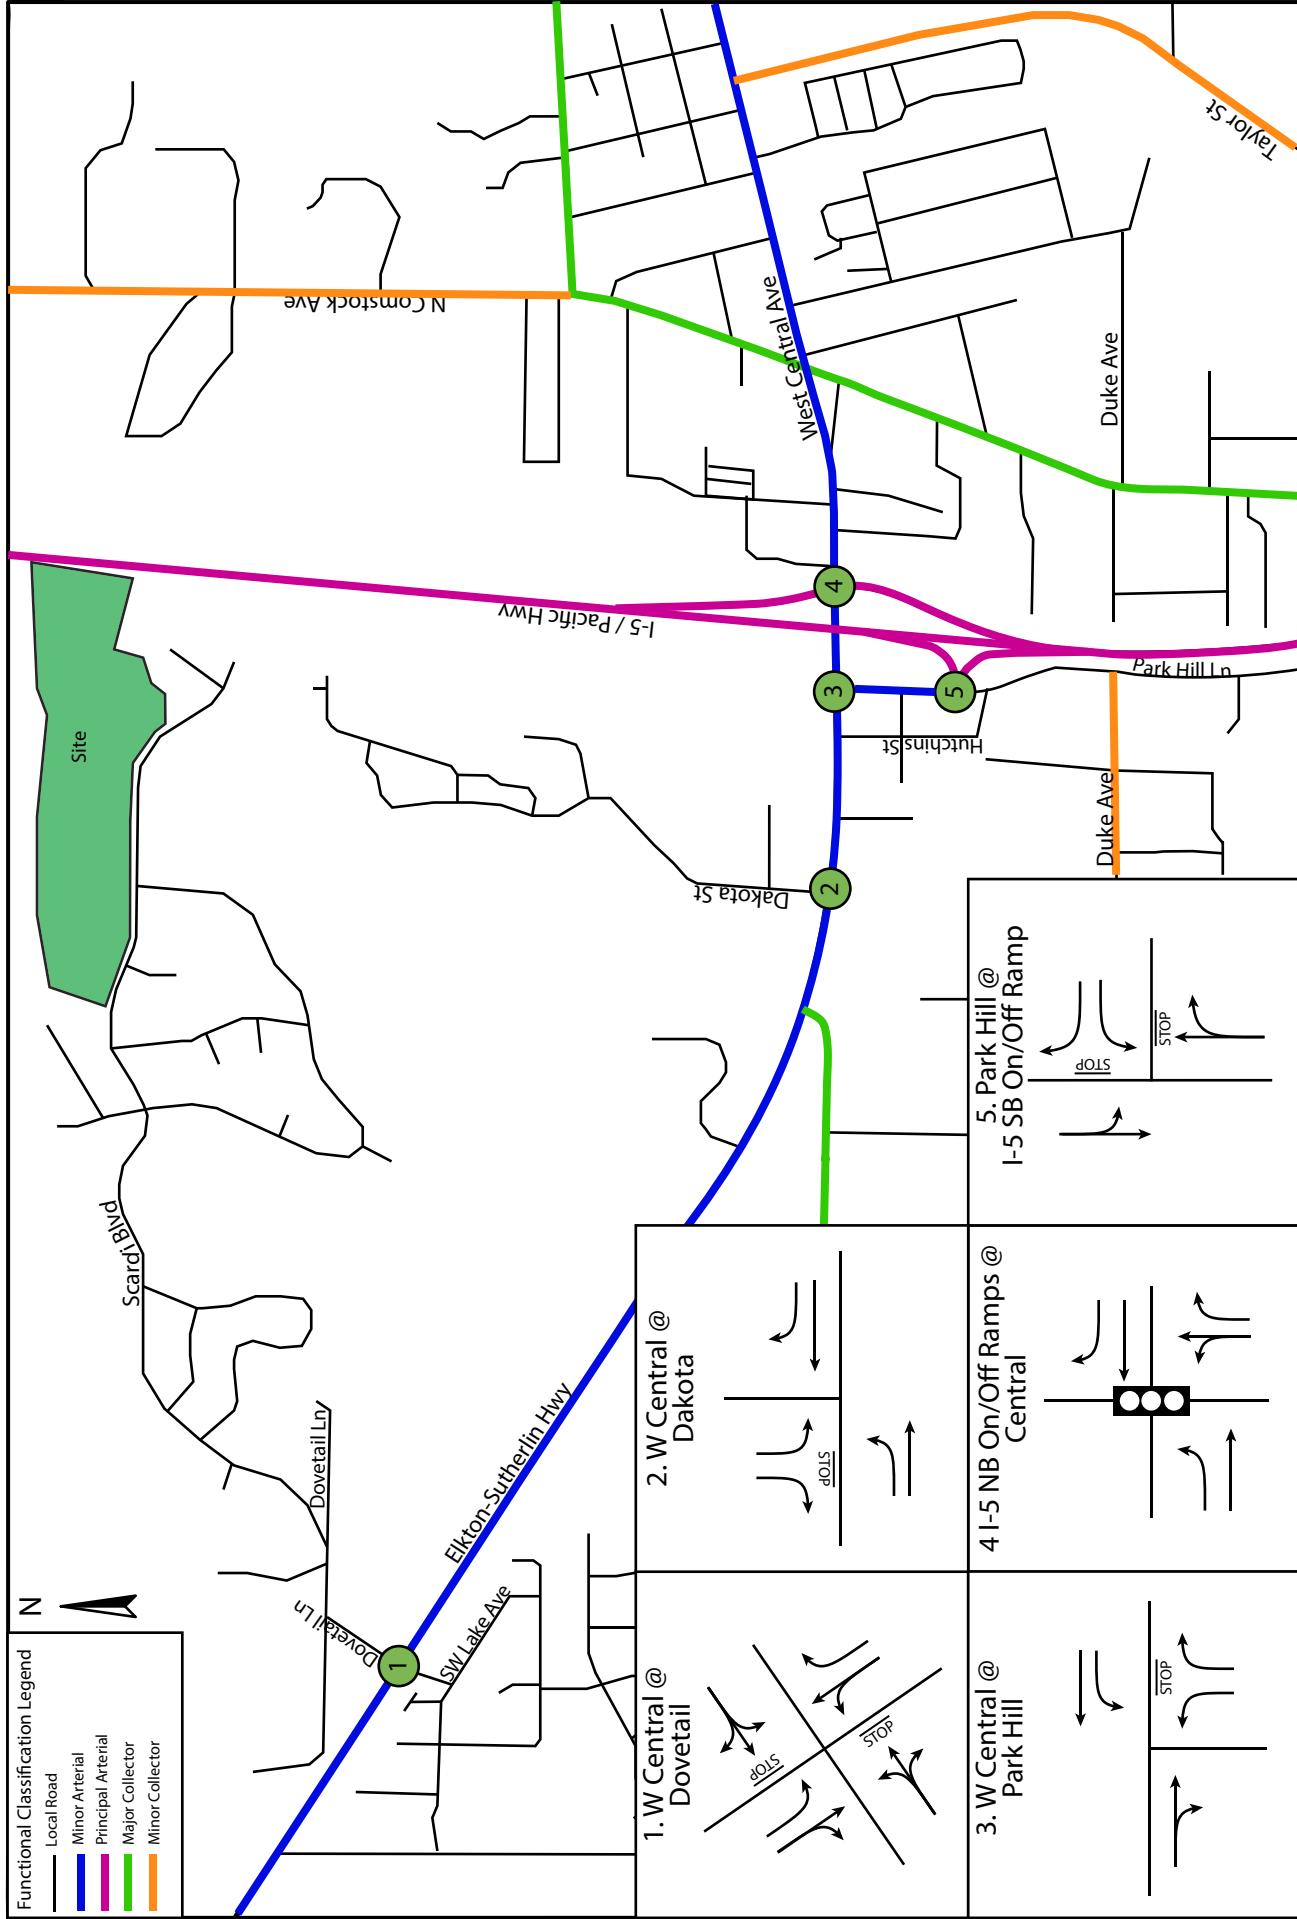 Functional Classification Legend
Local Road
Minor Arterial
Principal Arterial
Major Collector
Minor Collector
N
Site
Scardi Blvd
Dovetail Ln
Dovetail Ln
Elkton-Sutherlin Hwy
SW Lake Ave
N Comstock Ave
I-5 / Pacific Hwy
West Central Ave
Dakota St
Hutchins St
Park Hill Ln
Duke Ave
Duke Ave
Taylor St
1
2
3
4
5
1. W Central @
Dovetail
STOP
STOP
2. W Central @
Dakota
STOP
3. W Central @
Park Hill
STOP
4 I-5 NB On/Off Ramps @
Central
5. Park Hill @
I-5 SB On/Off Ramp
STOP
STOP